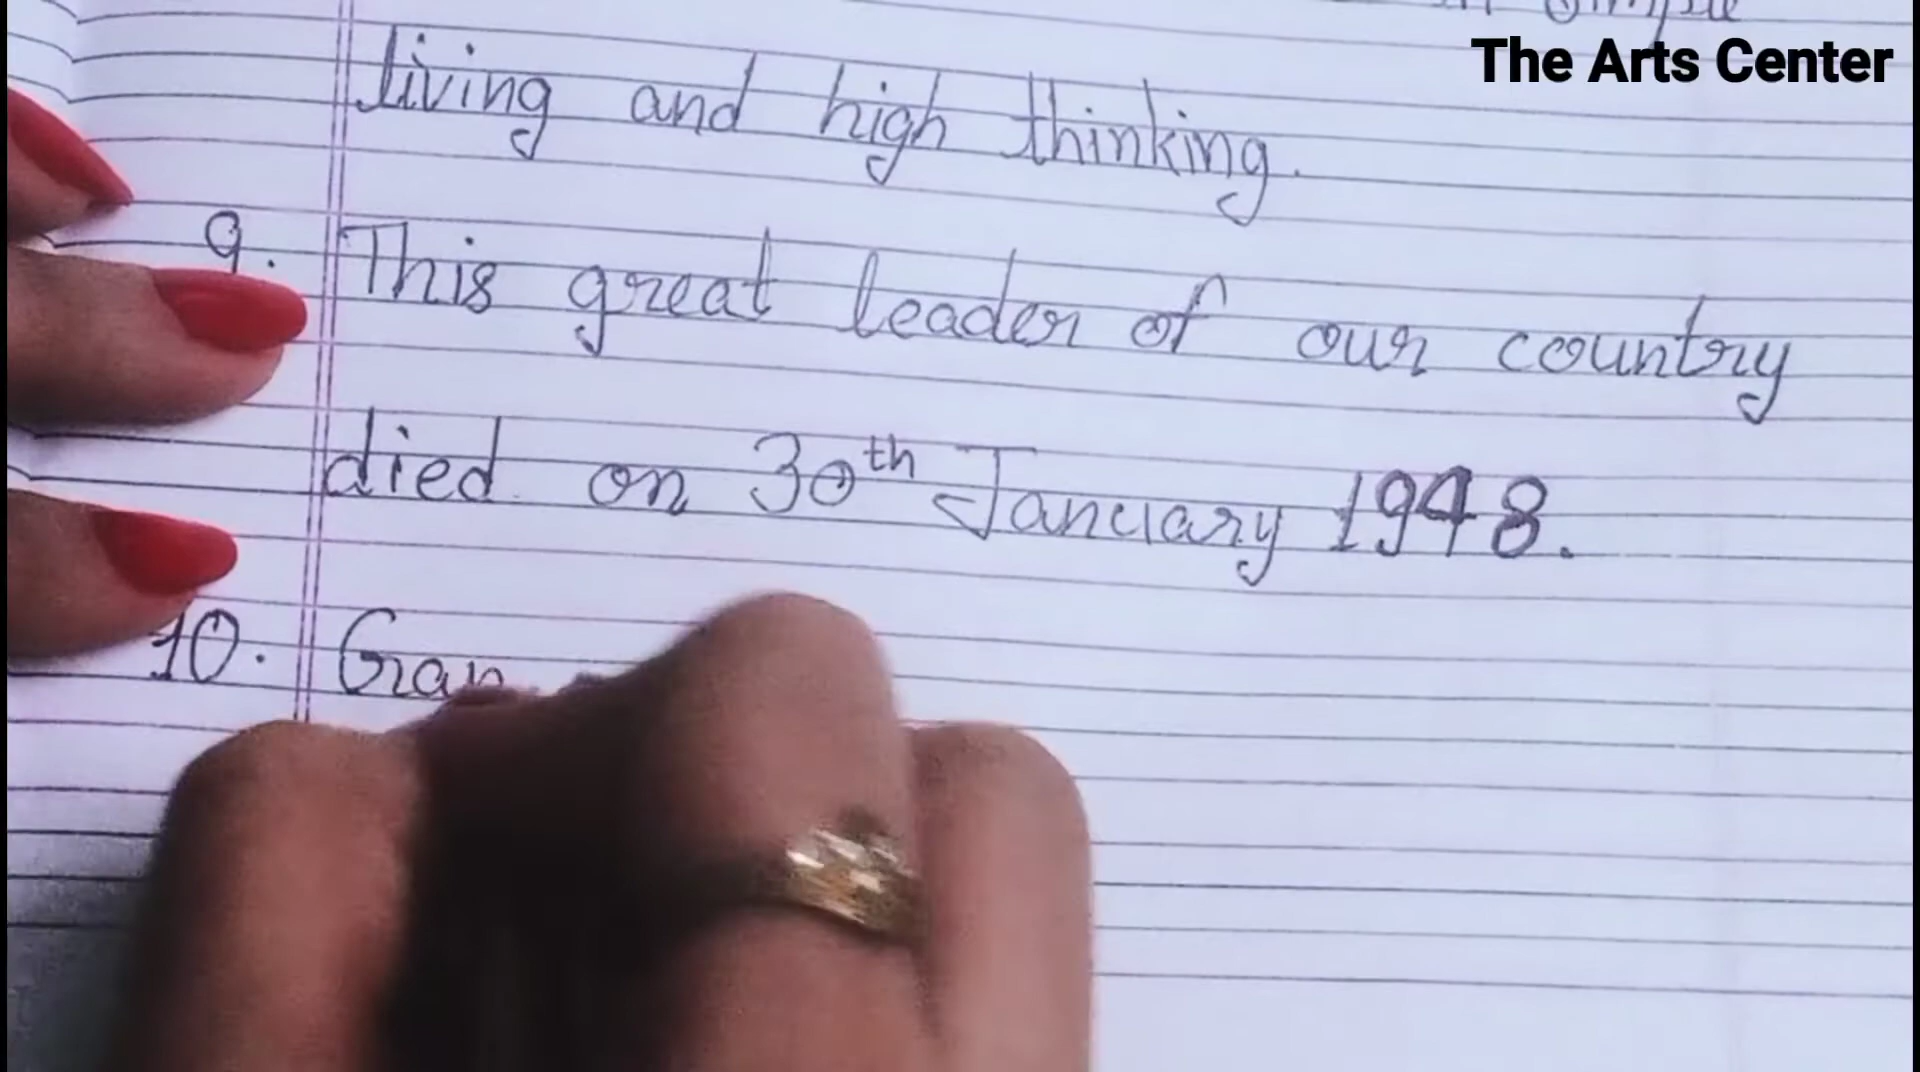 The Arts Center
living and high thinking.
9. This great leader of our country
died on 30th January 1948.
10. Gran